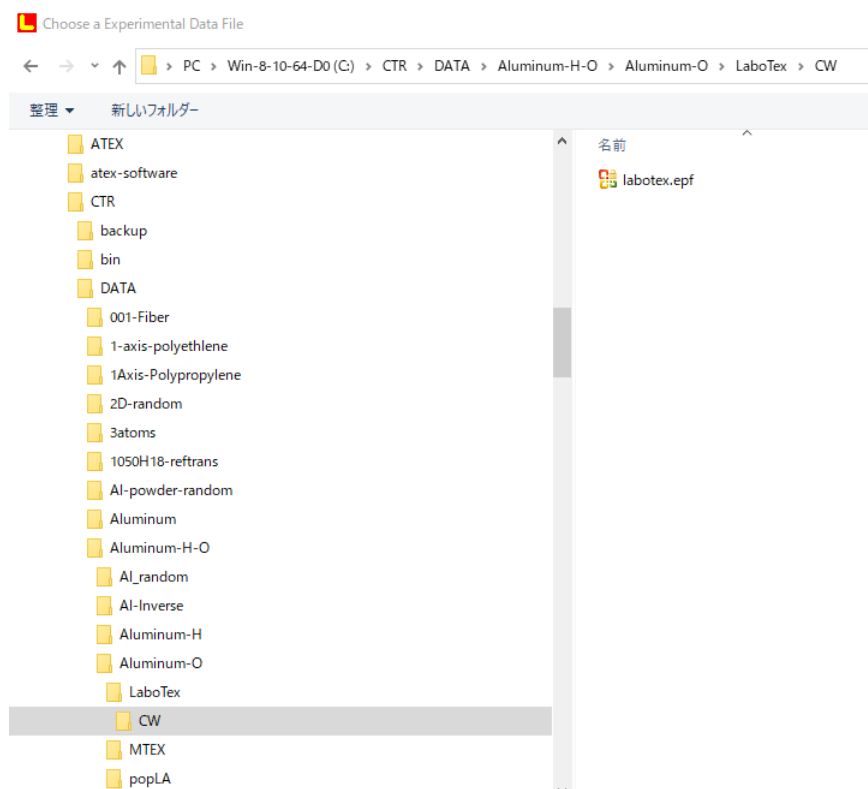 Choose a Experimental Data File
PC > Win-8-10-64-D0 (C:) > CTR > DATA > Aluminum-H-O > Aluminum-O > LaboTex > CW
整理 新しいフォルダー
ATEX
atex-software
CTR
backup
bin
DATA
001-Fiber
1-axis-polyethlene
1Axis-Polypropylene
2D-random
3atoms
1050H18-reftrans
Al-powder-random
Aluminum
Aluminum-H-O
Al_random
Al-Inverse
Aluminum-H
Aluminum-O
LaboTex
CW
MTEX
popLA
名前
labotex.epf